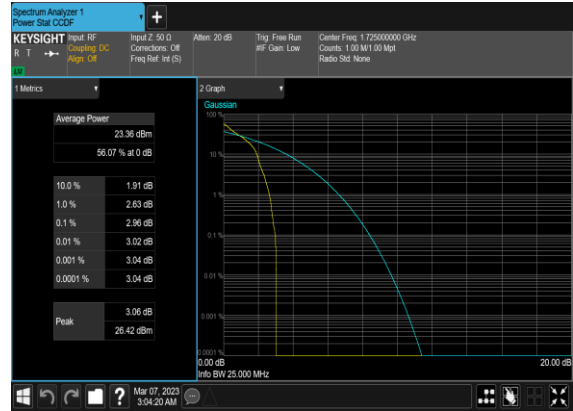 Spectrum Analyzer 1
Power Stat CCDF
KEYSIGHT
R T
LM
Input: RF
Coupling: DC
Align: Off
Input Z: 50 Ω
Corrections: Off
Freq Ref: Int (S)
Atten: 20 dB
Trig: Free Run
#IF Gain: Low
Center Freq: 1.725000000 GHz
Counts: 1.00 M/1.00 Mpt
Radio Std: None
1 Metrics
Average Power
23.36 dBm
56.07 % at 0 dB
10.0 % 1.91 dB
1.0 % 2.63 dB
0.1 % 2.96 dB
0.01 % 3.02 dB
0.001 % 3.04 dB
0.0001 % 3.04 dB
Peak
3.06 dB
26.42 dBm
2 Graph
Gaussian
100 %
10 %
1 %
0.1 %
0.01 %
0.001 %
0.0001 %
0.00 dB 20.00 dB
Info BW 25.000 MHz
?
Mar 07, 2023
3:04:20 AM